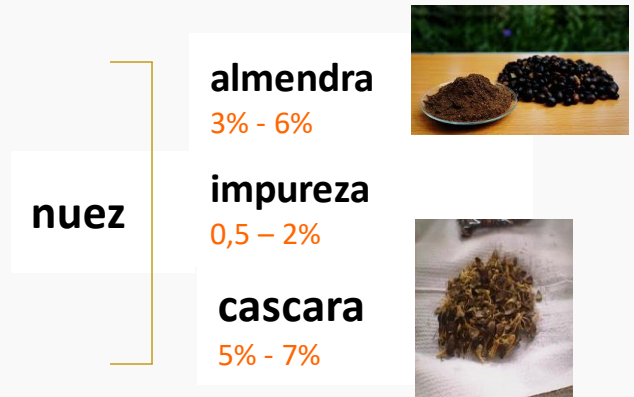 almendra
3% - 6%
nuez
impureza
0,5 – 2%
cascara
5% - 7%